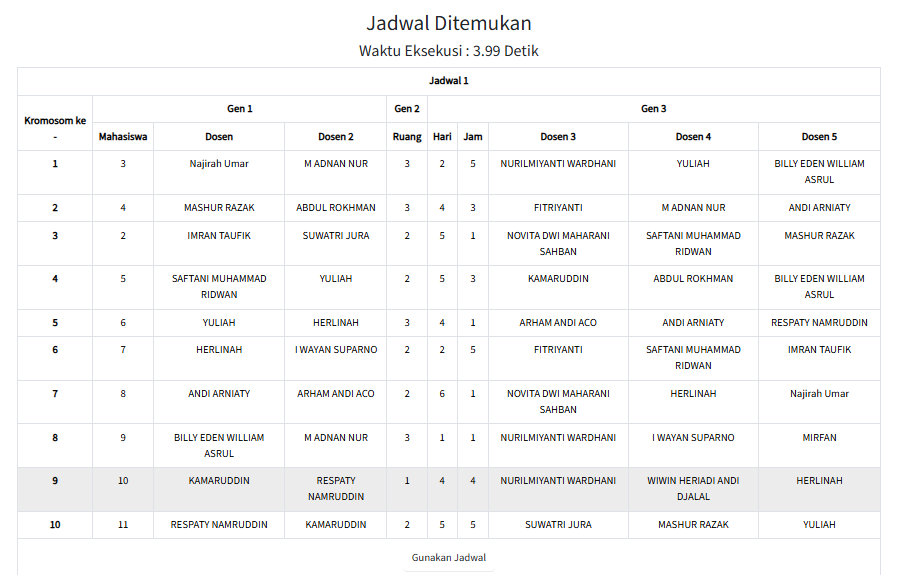 Jadwal Ditemukan
Waktu Eksekusi : 3.99 Detik
Jadwal 1
Kromosom ke - Gen 1 Gen 2 Gen 3
Mahasiswa Dosen Dosen 2 Ruang Hari Jam Dosen 3 Dosen 4 Dosen 5
1 3 Najirah Umar M ADNAN NUR 3 2 5 NURILMIYANTI WARDHANI YULIAH BILLY EDEN WILLIAM
ASRUL
2 4 MASHUR RAZAK ABDUL ROKHMAN 3 4 3 FITRIYANTI M ADNAN NUR ANDI ARNIATY
3 2 IMRAN TAUFIK SUWATRI JURA 2 5 1 NOVITA DWI MAHARANI SAFTANI MUHAMMAD MASHUR RAZAK
SAHBAN RIDWAN
4 5 SAFTANI MUHAMMAD YULIAH 2 5 3 KAMARUDDIN ABDUL ROKHMAN BILLY EDEN WILLIAM
RIDWAN ASRUL
5 6 YULIAH HERLINAH 3 4 1 ARHAM ANDI ACO ANDI ARNIATY RESPATY NAMRUDDIN
6 7 HERLINAH I WAYAN SUPARNO 2 2 5 FITRIYANTI SAFTANI MUHAMMAD IMRAN TAUFIK
RIDWAN
7 8 ANDI ARNIATY ARHAM ANDI ACO 2 6 1 NOVITA DWI MAHARANI HERLINAH Najirah Umar
SAHBAN
8 9 BILLY EDEN WILLIAM M ADNAN NUR 3 1 1 NURILMIYANTI WARDHANI I WAYAN SUPARNO MIRFAN
ASRUL
9 10 KAMARUDDIN RESPATY 1 4 4 NURILMIYANTI WARDHANI WIWIN HERIADI ANDI HERLINAH
NAMRUDDIN DJALAL
10 11 RESPATY NAMRUDDIN KAMARUDDIN 2 5 5 SUWATRI JURA MASHUR RAZAK YULIAH
Gunakan Jadwal